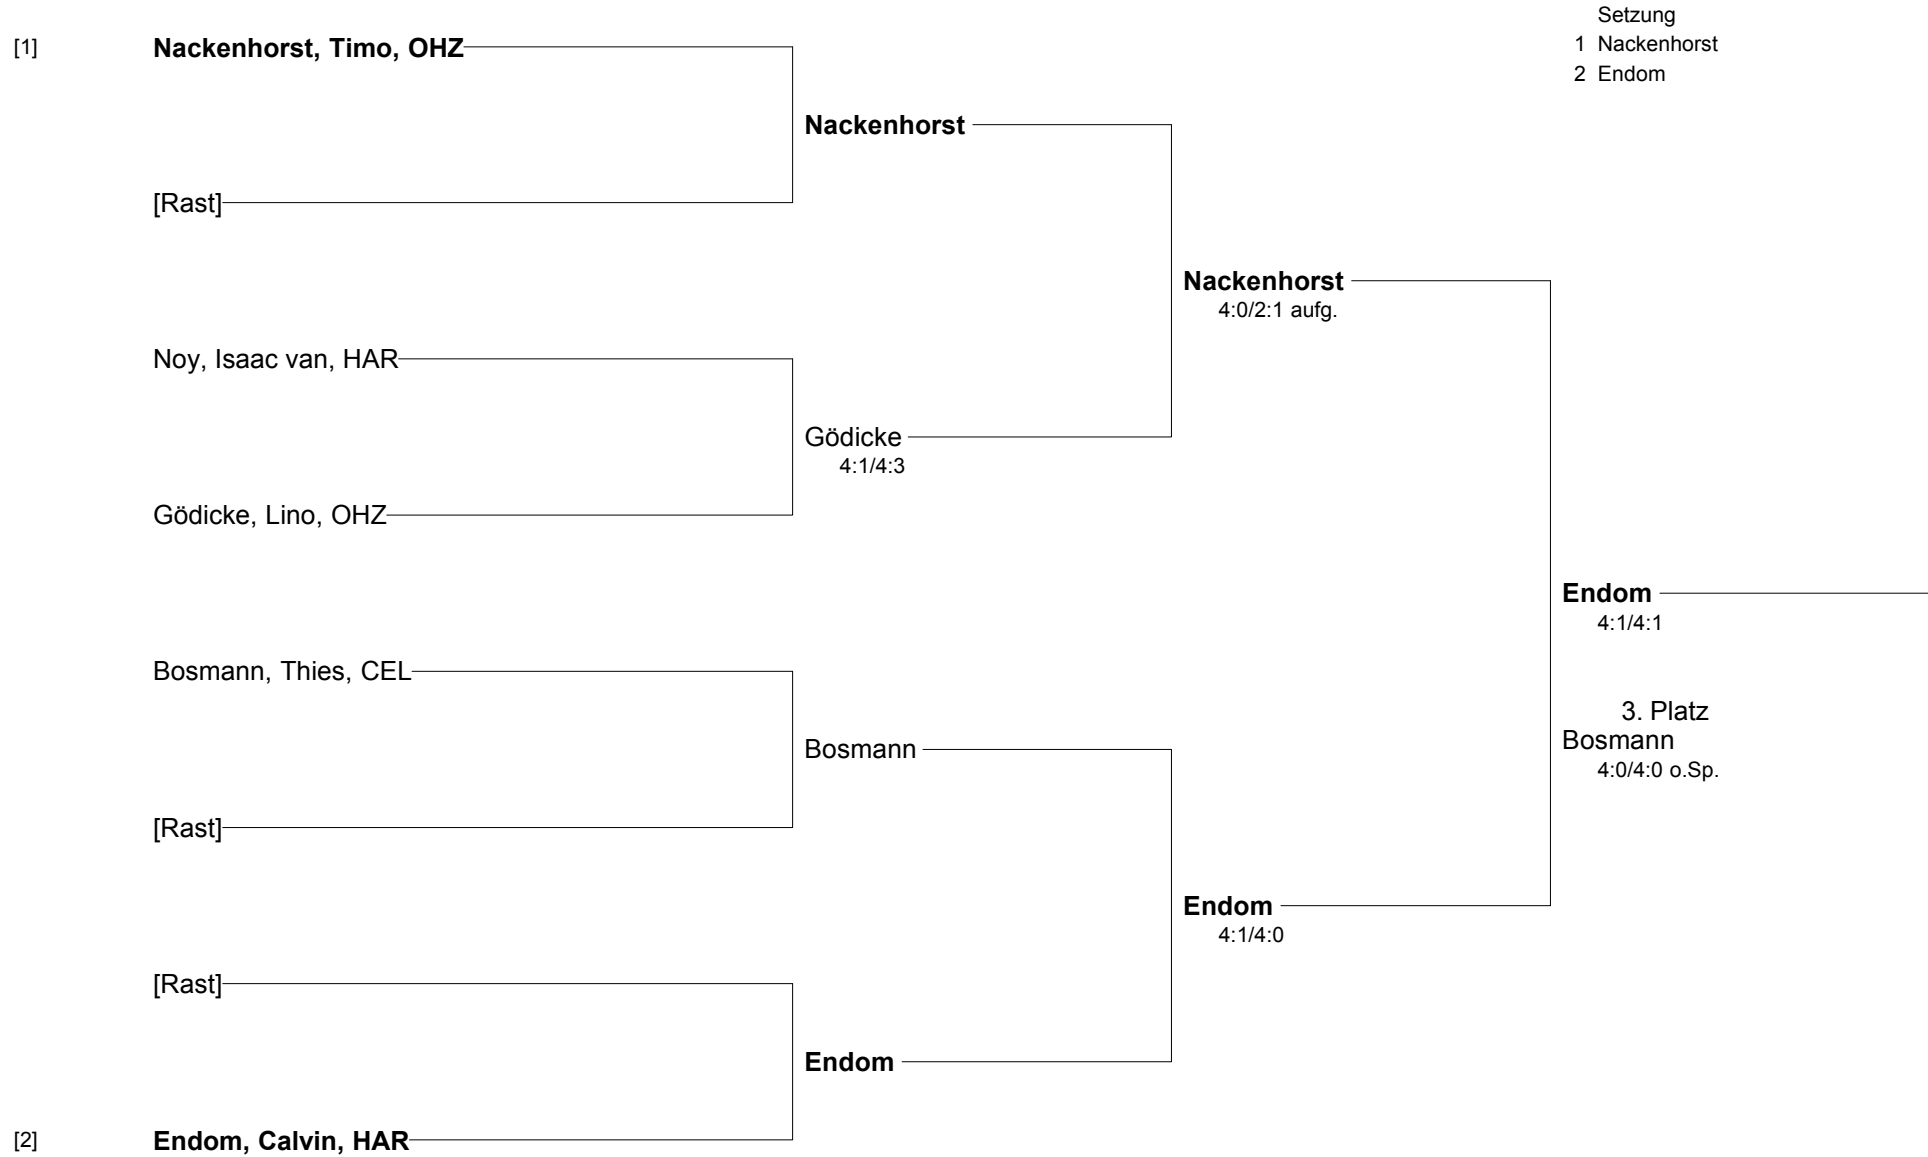 Setzung
1 Nackenhorst
2 Endom
[1] Nackenhorst, Timo, OHZ
Nackenhorst
[Rast]
Nackenhorst
4:0/2:1 aufg.
Noy, Isaac van, HAR
Gödicke
4:1/4:3
Gödicke, Lino, OHZ
Endom
4:1/4:1
Bosmann, Thies, CEL
3. Platz
Bosmann
4:0/4:0 o.Sp.
Bosmann
[Rast]
Endom
4:1/4:0
[Rast]
Endom
[2] Endom, Calvin, HAR